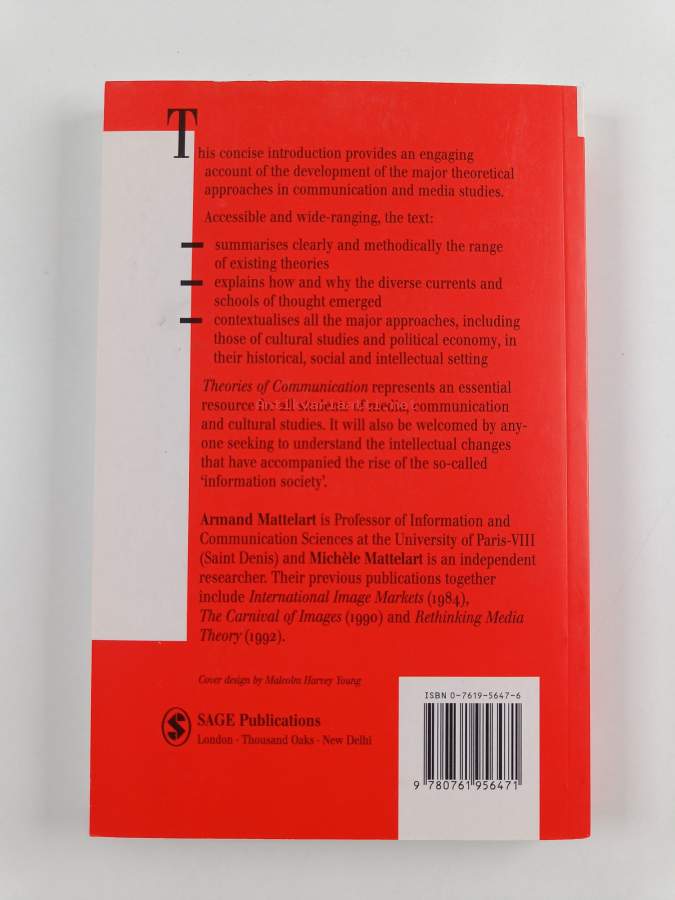 This concise introduction provides an engaging
account of the development of the major theoretical
approaches in communication and media studies.
Accessible and wide-ranging, the text:
summarises clearly and methodically the range
of existing theories
explains how and why the diverse currents and
schools of thought emerged
contextualises all the major approaches, including
those of cultural studies and political economy, in
their historical, social and intellectual setting
Theories of Communication represents an essential
resource for all students of media, communication
and cultural studies. It will also be welcomed by any-
one seeking to understand the intellectual changes
that have accompanied the rise of the so-called
‘information society’.
Armand Mattelart is Professor of Information and
Communication Sciences at the University of Paris-VIII
(Saint Denis) and Michèle Mattelart is an independent
researcher. Their previous publications together
include International Image Markets (1984),
The Carnival of Images (1990) and Rethinking Media
Theory (1992).
Cover design by Malcolm Harvey Young
S SAGE Publications
London · Thousand Oaks · New Delhi
ISBN 0-7619-5647-6
9 780761 956471